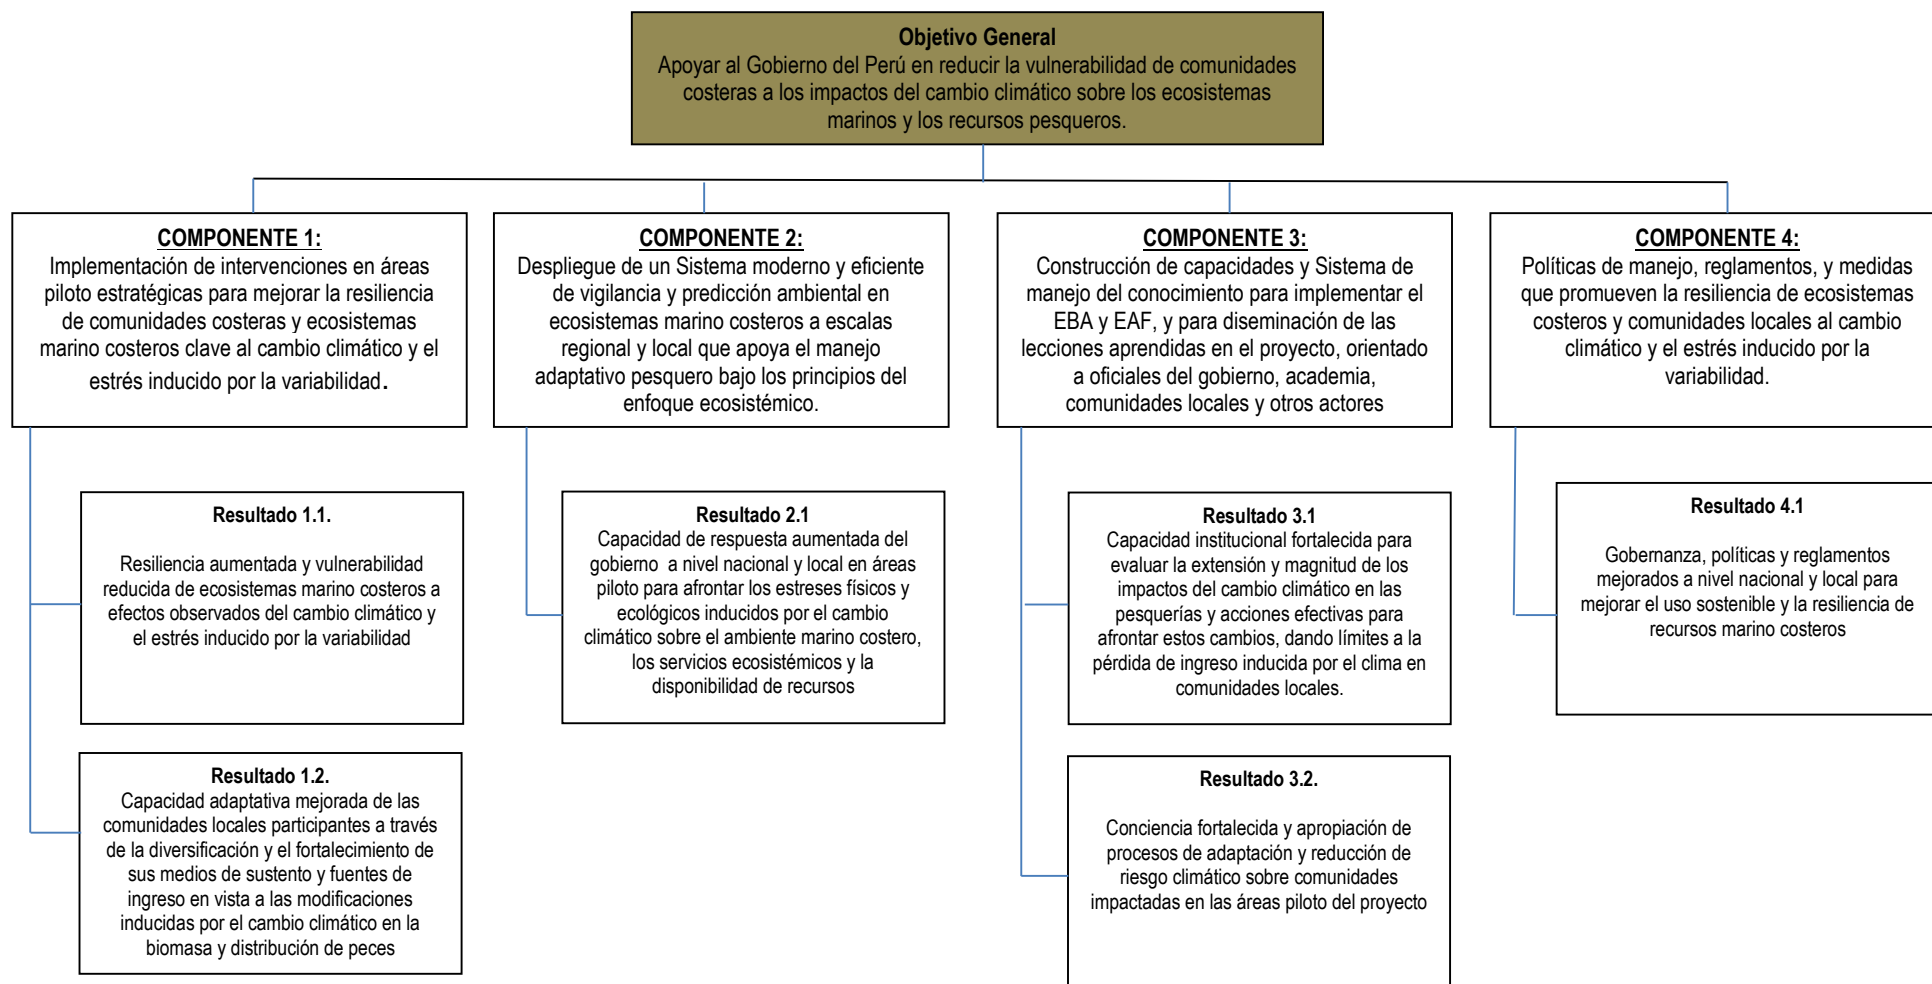 Objetivo General
Apoyar al Gobierno del Perú en reducir la vulnerabilidad de comunidades
costeras a los impactos del cambio climático sobre los ecosistemas
marinos y los recursos pesqueros.
COMPONENTE 1:
Implementación de intervenciones en áreas
piloto estratégicas para mejorar la resiliencia
de comunidades costeras y ecosistemas
marino costeros clave al cambio climático y el
estrés inducido por la variabilidad.
COMPONENTE 2:
Despliegue de un Sistema moderno y eficiente
de vigilancia y predicción ambiental en
ecosistemas marino costeros a escalas
regional y local que apoya el manejo
adaptativo pesquero bajo los principios del
enfoque ecosistémico.
COMPONENTE 3:
Construcción de capacidades y Sistema de
manejo del conocimiento para implementar el
EBA y EAF, y para diseminación de las
lecciones aprendidas en el proyecto, orientado
a oficiales del gobierno, academia,
comunidades locales y otros actores
COMPONENTE 4:
Políticas de manejo, reglamentos, y medidas
que promueven la resiliencia de ecosistemas
costeros y comunidades locales al cambio
climático y el estrés inducido por la
variabilidad.
Resultado 1.1.
Resiliencia aumentada y vulnerabilidad
reducida de ecosistemas marino costeros a
efectos observados del cambio climático y
el estrés inducido por la variabilidad
Resultado 2.1
Capacidad de respuesta aumentada del
gobierno a nivel nacional y local en áreas
piloto para afrontar los estreses físicos y
ecológicos inducidos por el cambio
climático sobre el ambiente marino costero,
los servicios ecosistémicos y la
disponibilidad de recursos
Resultado 3.1
Capacidad institucional fortalecida para
evaluar la extensión y magnitud de los
impactos del cambio climático en las
pesquerías y acciones efectivas para
afrontar estos cambios, dando límites a la
pérdida de ingreso inducida por el clima en
comunidades locales.
Resultado 4.1
Gobernanza, políticas y reglamentos
mejorados a nivel nacional y local para
mejorar el uso sostenible y la resiliencia de
recursos marino costeros
Resultado 1.2.
Capacidad adaptativa mejorada de las
comunidades locales participantes a través
de la diversificación y el fortalecimiento de
sus medios de sustento y fuentes de
ingreso en vista a las modificaciones
inducidas por el cambio climático en la
biomasa y distribución de peces
Resultado 3.2.
Conciencia fortalecida y apropiación de
procesos de adaptación y reducción de
riesgo climático sobre comunidades
impactadas en las áreas piloto del proyecto